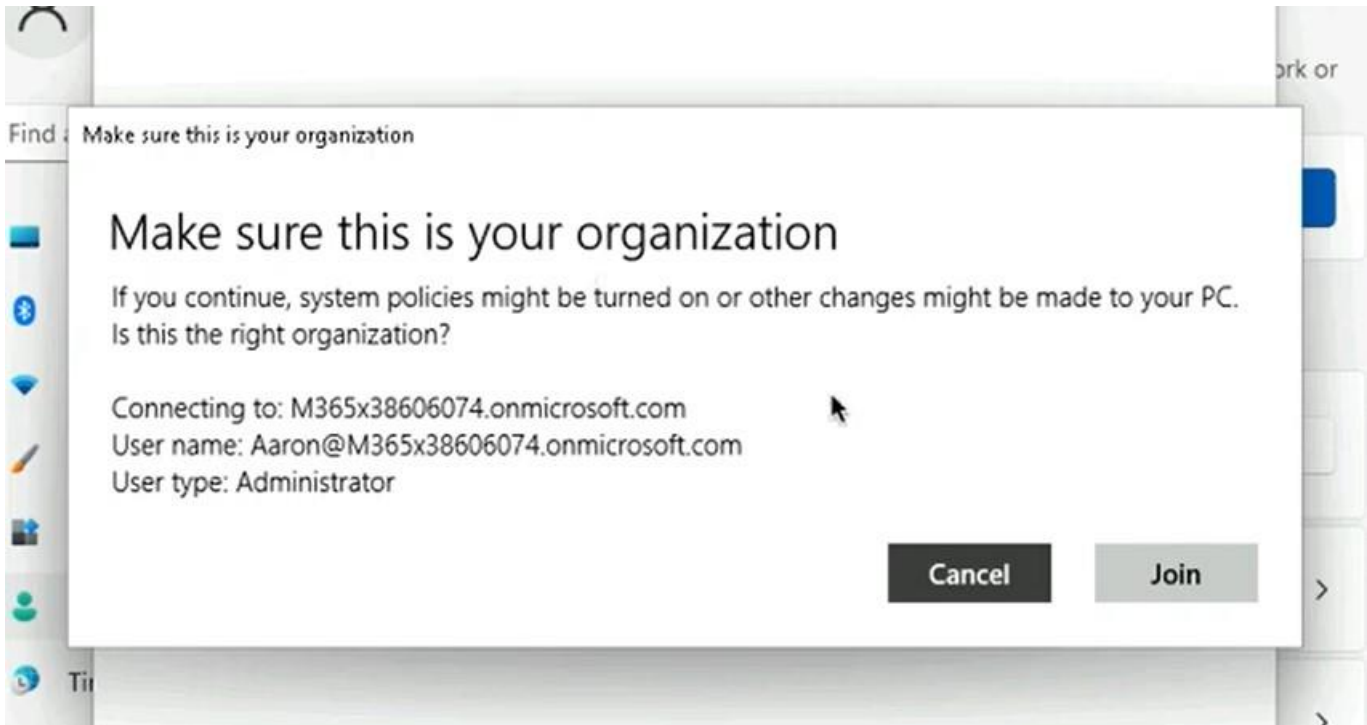 ork or
Find
Make sure this is your organization
Make sure this is your organization
If you continue, system policies might be turned on or other changes might be made to your PC.
Is this the right organization?
Connecting to: M365x38606074.onmicrosoft.com
User name: Aaron@M365x38606074.onmicrosoft.com
User type: Administrator
Cancel
Join